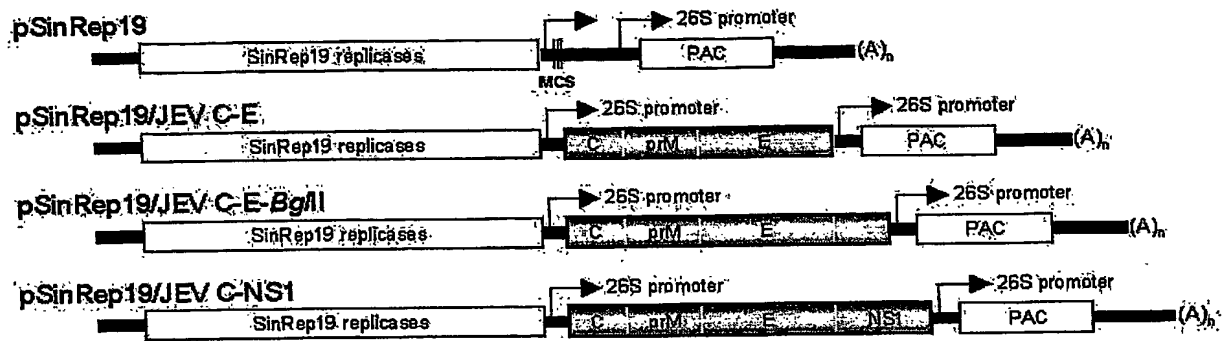 pSinRep19
26S promoter
SinRep19 replicases
PAC
(A)n
MCS
pSinRep19/JEV C-E
26S promoter
26S promoter
SinRep19 replicases
C
prM
E
PAC
(A)n
pSinRep19/JEV C-E-BglII
26S promoter
26S promoter
SinRep19 replicases
C
prM
E
PAC
(A)n
pSinRep19/JEV C-NS1
26S promoter
26S promoter
SinRep19 replicases
C
prM
E
NS1
PAC
(A)n